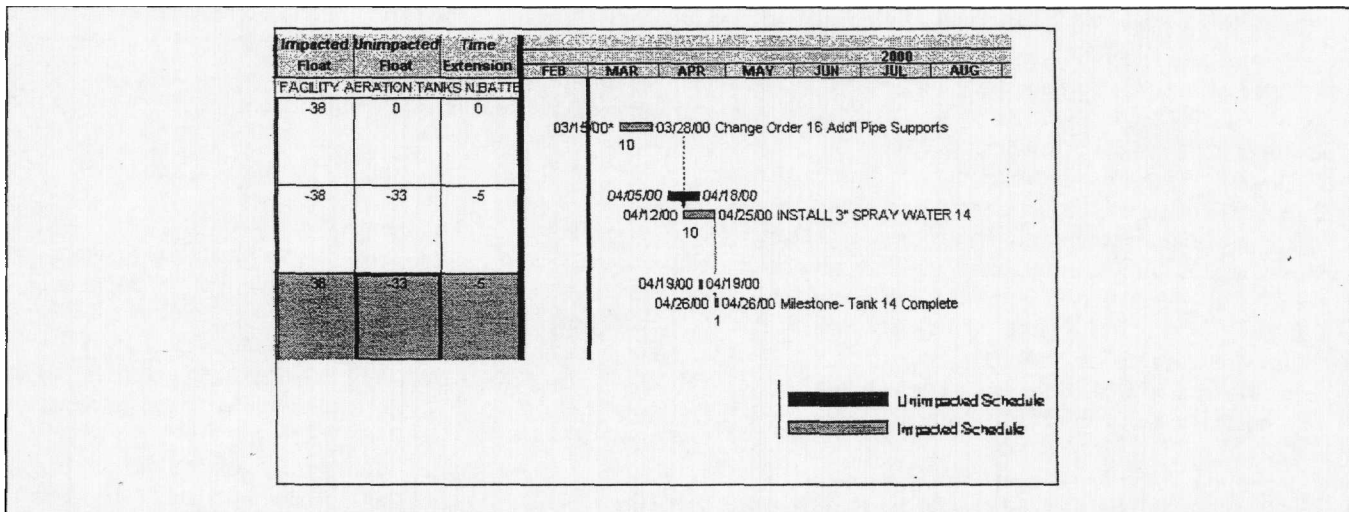 Impacted Unimpacted Time
Float Float Extension
2000
FEB MAR APR MAY JUN JUL AUG
FACILITY AERATION TANKS N.BATTE
-38 0 0
03/15/00* 03/28/00 Change Order 16 Add'l Pipe Supports
10
-38 -33 -5
04/05/00 04/18/00
04/12/00 04/25/00 INSTALL 3" SPRAY WATER 14
10
-38 -33 -5
04/19/00 04/19/00
04/26/00 04/26/00 Milestone- Tank 14 Complete
1
Unimpacted Schedule
Impacted Schedule